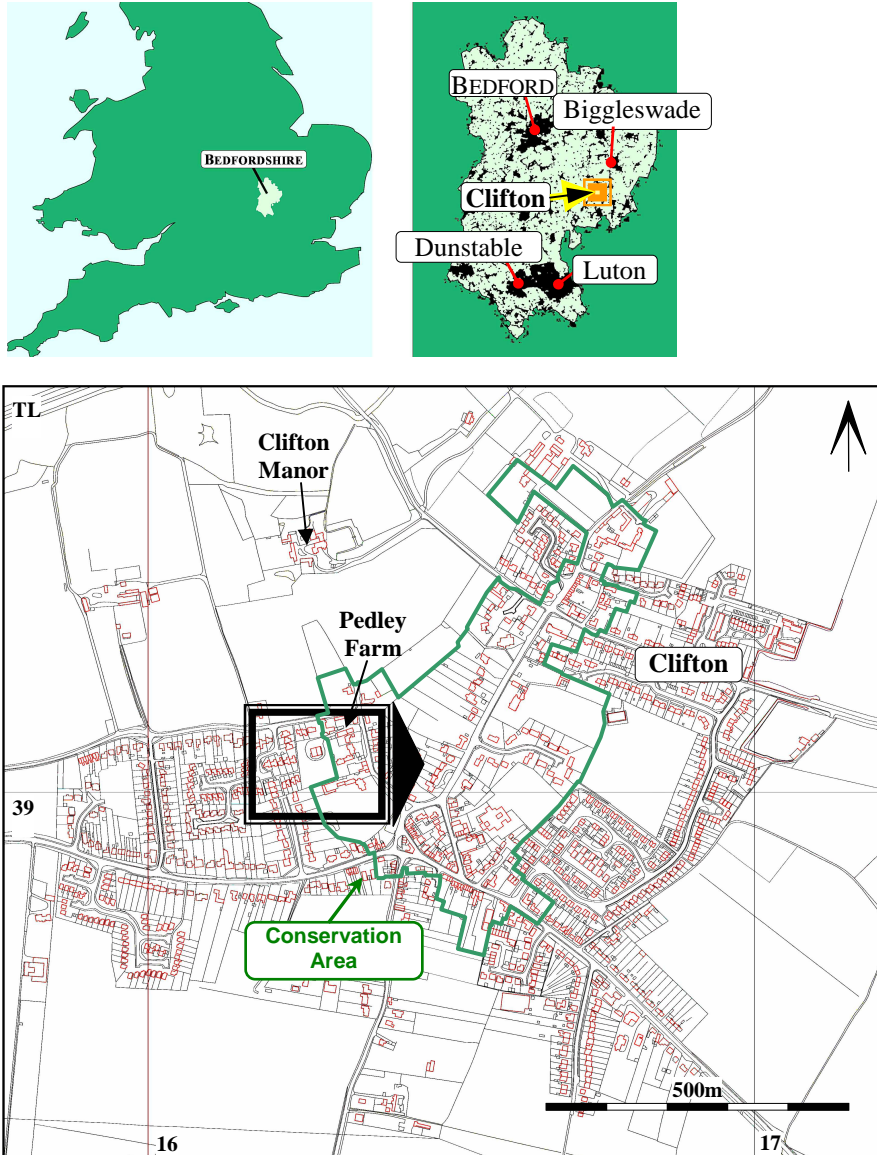 BEDFORDSHIRE
BEDFORD
Biggleswade
Clifton
Dunstable
Luton
TL
Clifton
Manor
Pedley
Farm
Clifton
39
Conservation
Area
500m
16
17